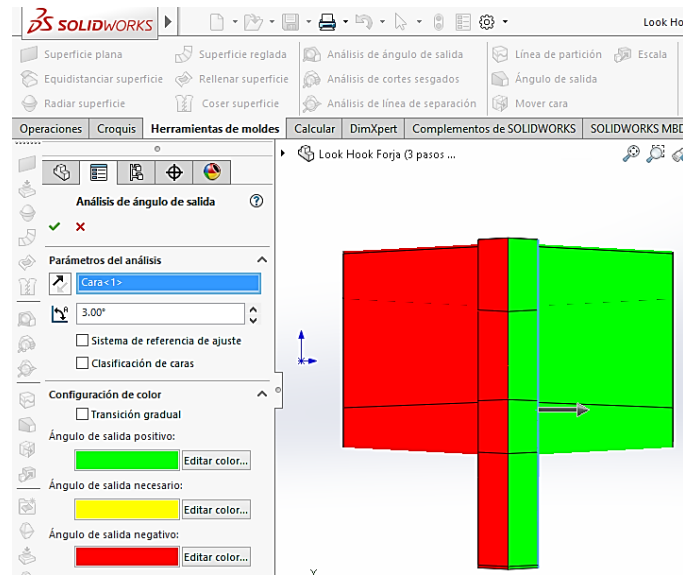 SOLIDWORKS
Look Ho
Superficie plana
Superficie reglada
Análisis de ángulo de salida
Línea de partición
Escala
Equidistanciar superficie
Rellenar superficie
Análisis de cortes sesgados
Ángulo de salida
Radiar superficie
Coser superficie
Análisis de línea de separación
Mover cara
Operaciones
Croquis
Herramientas de moldes
Calcular
DimXpert
Complementos de SOLIDWORKS
SOLIDWORKS MBD
Look Hook Forja (3 pasos ...
Análisis de ángulo de salida
Parámetros del análisis
Cara<1>
3.00°
Sistema de referencia de ajuste
Clasificación de caras
Configuración de color
Transición gradual
Ángulo de salida positivo:
Editar color...
Ángulo de salida necesario:
Editar color...
Ángulo de salida negativo:
Editar color...